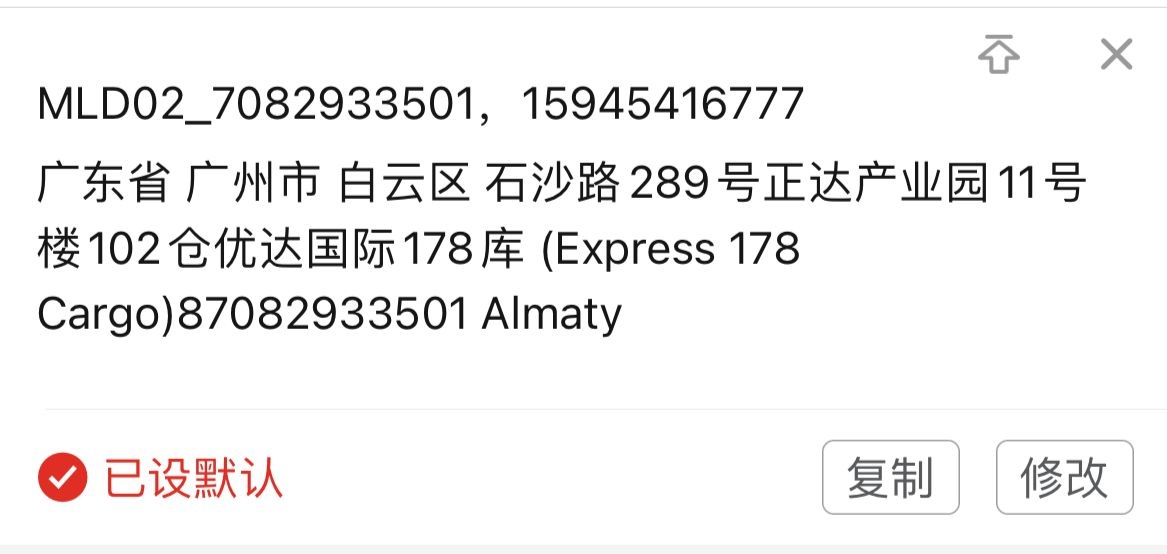 MLD02_7082933501，15945416777
广东省 广州市 白云区 石沙路289号正达产业园11号
楼102仓优达国际178库 (Express 178
Cargo)87082933501 Almaty
已设默认
复制
修改